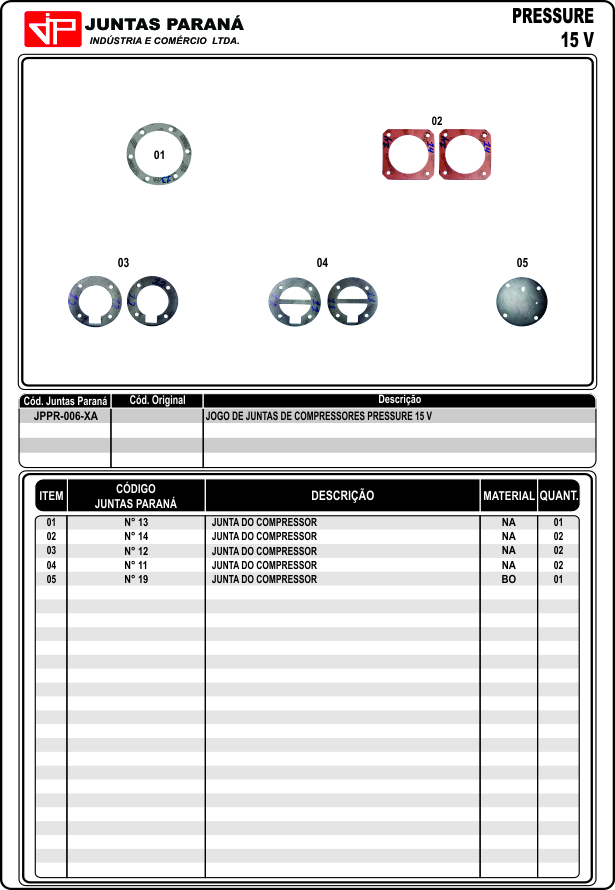 JP
JUNTAS PARANÁ
INDÚSTRIA E COMÉRCIO LTDA.
PRESSURE
15 V
01
02
03
04
05
Cód. Juntas Paraná Cód. Original Descrição
JPPR-006-XA JOGO DE JUNTAS DE COMPRESSORES PRESSURE 15 V
ITEM CÓDIGO JUNTAS PARANÁ DESCRIÇÃO MATERIAL QUANT.
01 N° 13 JUNTA DO COMPRESSOR NA 01
02 N° 14 JUNTA DO COMPRESSOR NA 02
03 N° 12 JUNTA DO COMPRESSOR NA 02
04 N° 11 JUNTA DO COMPRESSOR NA 02
05 N° 19 JUNTA DO COMPRESSOR BO 01